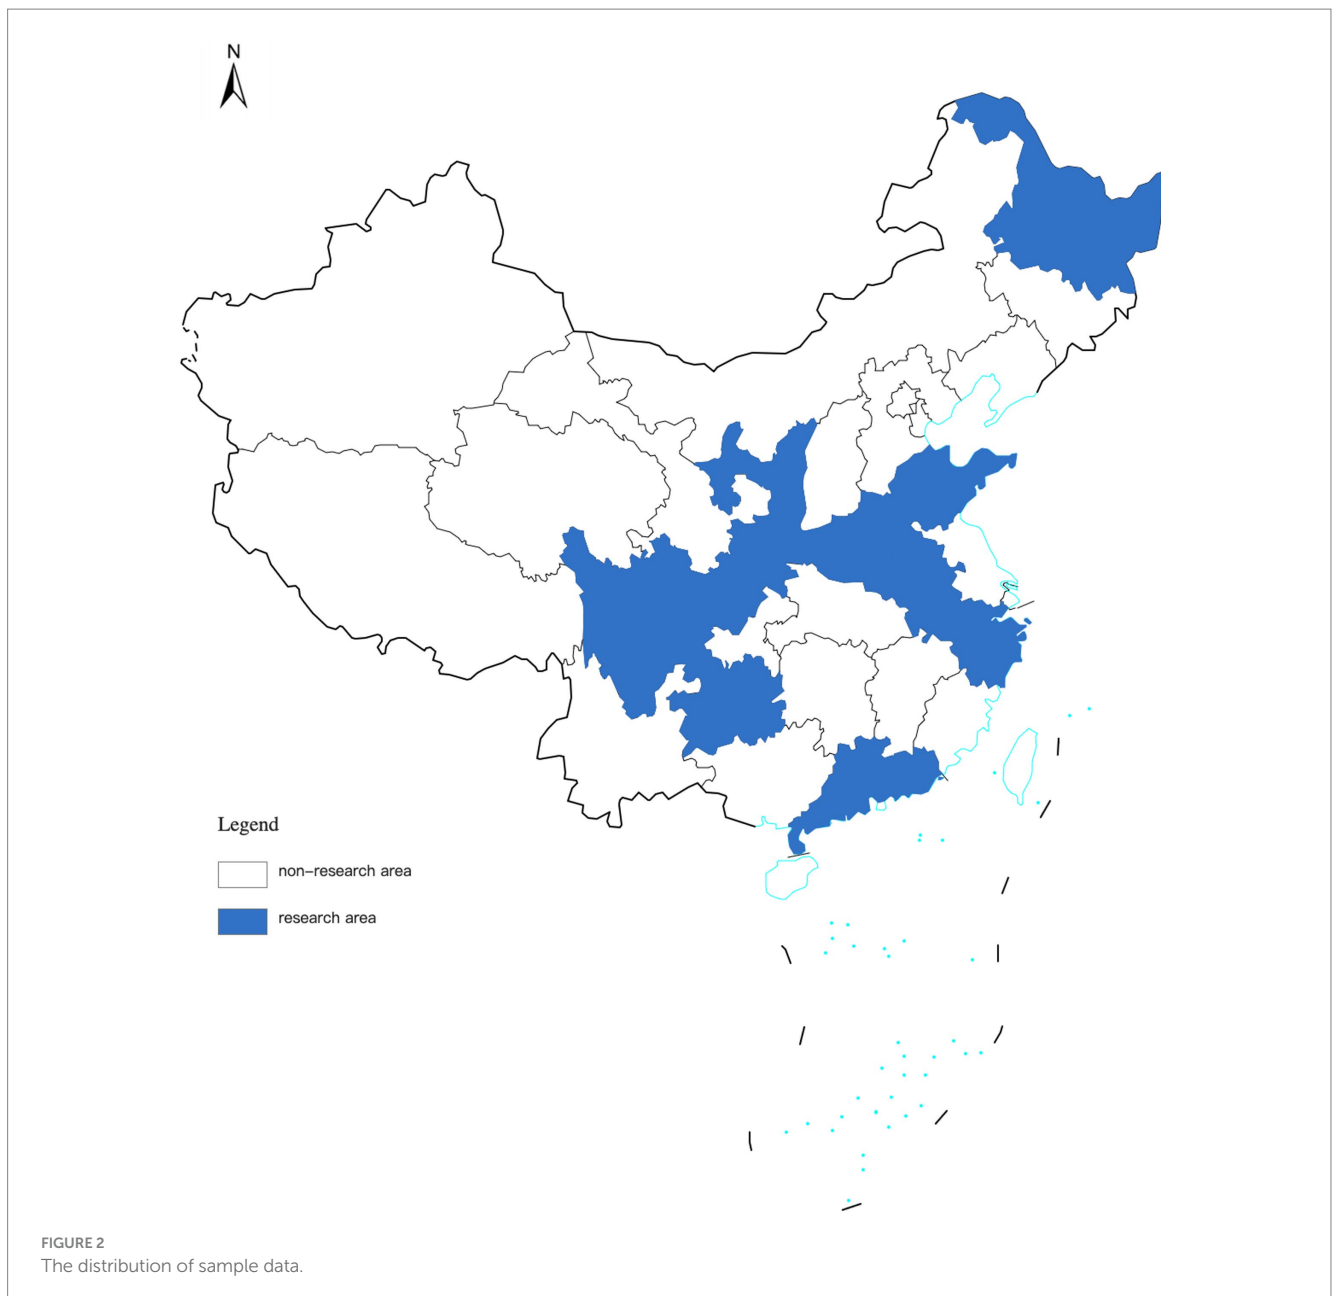 N
Legend
non–research area
research area
FIGURE 2
The distribution of sample data.